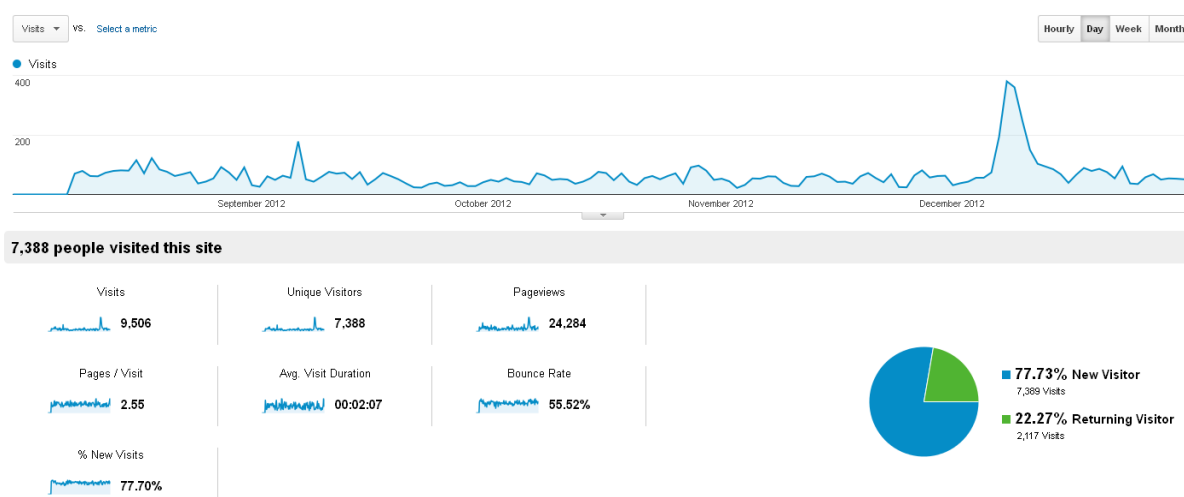 Visits vs. Select a metric Hourly Day Week Month
Visits
400
200
September 2012 October 2012 November 2012 December 2012
7,388 people visited this site
Visits Unique Visitors Pageviews
9,506 7,388 24,284
Pages / Visit Avg. Visit Duration Bounce Rate
2.55 00:02:07 55.52%
77.73% New Visitor
7,389 Visits
22.27% Returning Visitor
2,117 Visits
% New Visits
77.70%